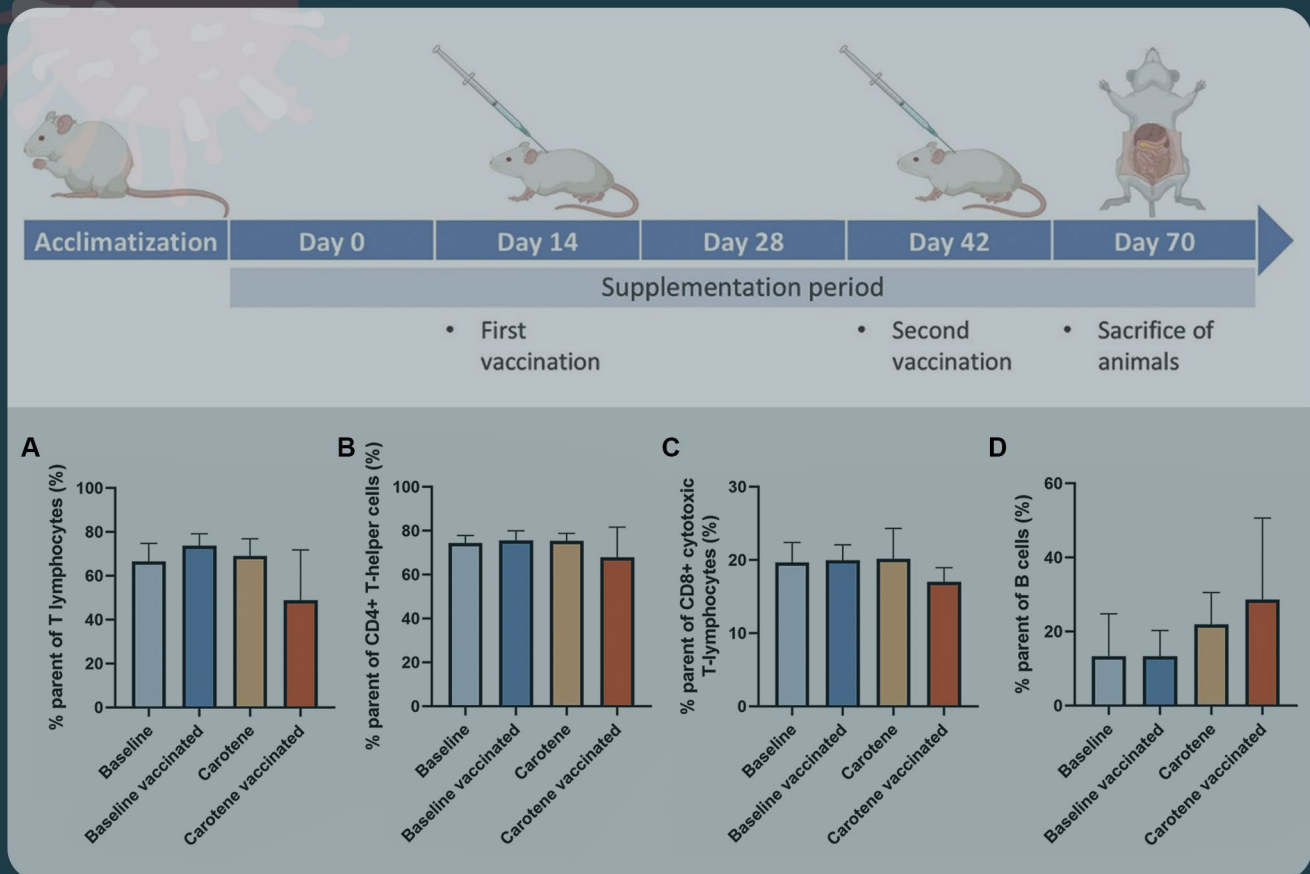 Acclimatization
Day 0
Day 14
Day 28
Day 42
Day 70
Supplementation period
• First
vaccination
• Second
vaccination
• Sacrifice of
animals
A
% parent of T lymphocytes (%)
100
80
60
40
20
0
Baseline
Baseline vaccinated
Carotene
Carotene vaccinated
B
% parent of CD4+ T-helper cells (%)
100
80
60
40
20
0
Baseline
Baseline vaccinated
Carotene
Carotene vaccinated
C
% parent of CD8+ cytotoxic
T-lymphocytes (%)
30
20
10
0
Baseline
Baseline vaccinated
Carotene
Carotene vaccinated
D
% parent of B cells (%)
60
40
20
0
Baseline
Baseline vaccinated
Carotene
Carotene vaccinated